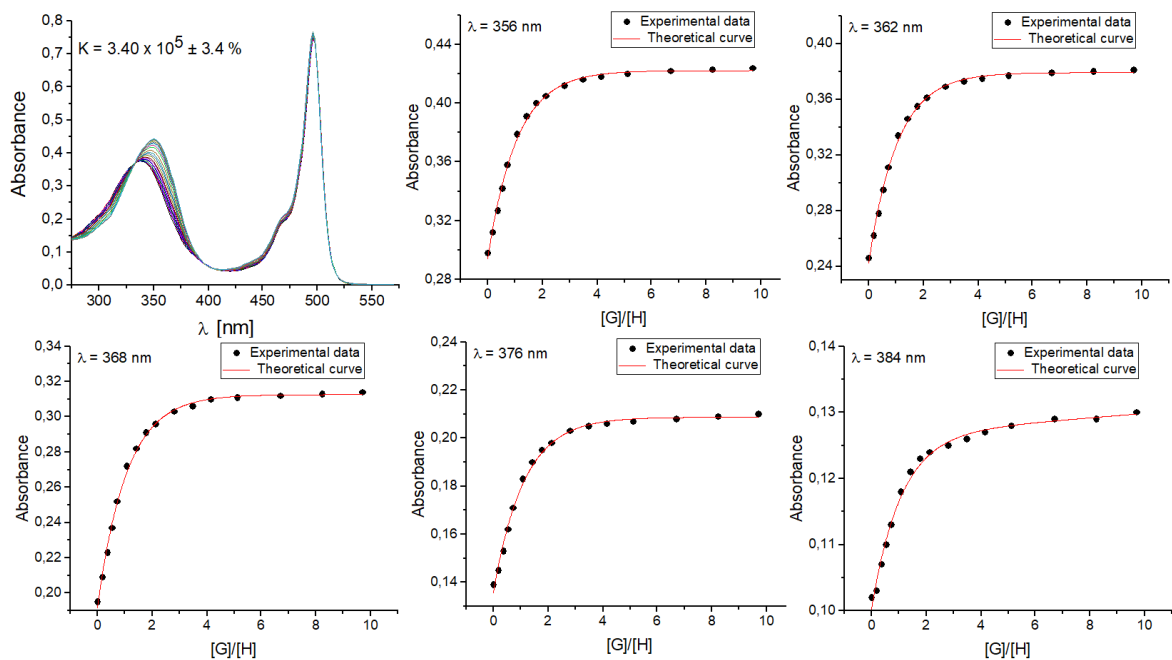 K = 3.40 x 10⁵ ± 3.4 %
0,8
0,7
0,6
0,5
0,4
0,3
0,2
0,1
0,0
Absorbance
300 350 400 450 500 550
λ [nm]
λ = 356 nm
Experimental data
Theoretical curve
0,44
0,40
0,36
0,32
0,28
Absorbance
0 2 4 6 8 10
[G]/[H]
λ = 362 nm
Experimental data
Theoretical curve
0,40
0,36
0,32
0,28
0,24
Absorbance
0 2 4 6 8 10
[G]/[H]
λ = 368 nm
Experimental data
Theoretical curve
0,34
0,32
0,30
0,28
0,26
0,24
0,22
0,20
Absorbance
0 2 4 6 8 10
[G]/[H]
λ = 376 nm
Experimental data
Theoretical curve
0,24
0,22
0,20
0,18
0,16
0,14
Absorbance
0 2 4 6 8 10
[G]/[H]
λ = 384 nm
Experimental data
Theoretical curve
0,14
0,13
0,12
0,11
0,10
Absorbance
0 2 4 6 8 10
[G]/[H]